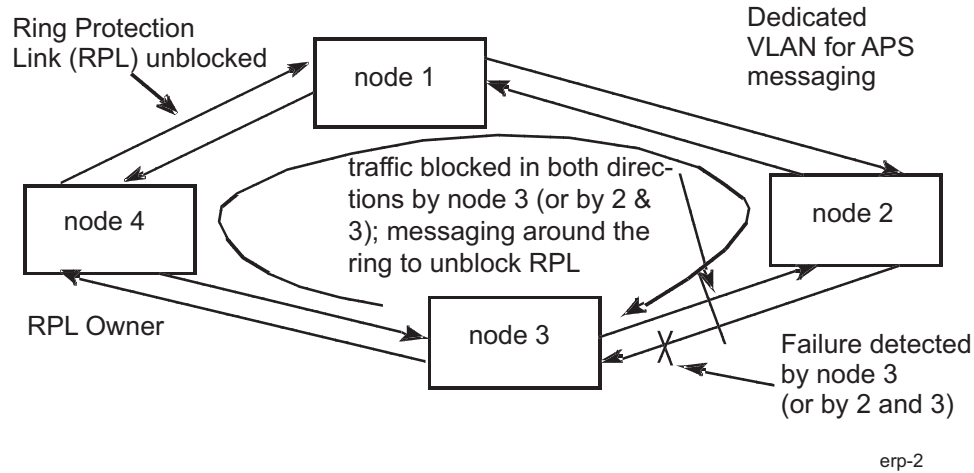 Ring Protection
Link (RPL) unblocked
Dedicated
VLAN for APS
messaging
node 1
traffic blocked in both direc-
tions by node 3 (or by 2 &
3); messaging around the
ring to unblock RPL
node 4
node 2
RPL Owner
node 3
Failure detected
by node 3
(or by 2 and 3)
erp-2